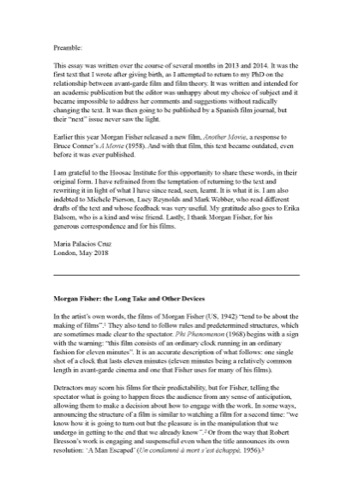 Preamble:
This essay was written over the course of several months in 2013 and 2014. It was the
first text that I wrote after giving birth, as I attempted to return to my PhD on the
relationship between avant-garde film and film theory. It was written and intended for
an academic publication but the editor was unhappy about my choice of subject and it
became impossible to address her comments and suggestions without radically
changing the text. It was then going to be published by a Spanish film journal, but
their "next" issue never saw the light.
Earlier this year Morgan Fisher released a new film, Another Movie, a response to
Bruce Conner's A Movie (1958). And with that film, this text became outdated, even
before it was ever published.
I am grateful to the Hoosac Institute for this opportunity to share these words, in their
original form. I have refrained from the temptation of returning to the text and
rewriting it in light of what I have since read, seen, learnt. It is what it is. I am also
indebted to Michele Pierson, Lucy Reynolds and Mark Webber, who read different
drafts of the text and whose feedback was very useful. My gratitude also goes to Erika
Balsom, who is a kind and wise friend. Lastly, I thank Morgan Fisher, for his
generous correspondence and for his films.
Maria Palacios Cruz
London, May 2018
Morgan Fisher: the Long Take and Other Devices
In the artist's own words, the films of Morgan Fisher (US, 1942) "tend to be about the
making of films".¹ They also tend to follow rules and predetermined structures, which
are sometimes made clear to the spectator. Phi Phenomenon (1968) begins with a sign
with the warning: "this film consists of an ordinary clock running in an ordinary
fashion for eleven minutes". It is an accurate description of what follows: one single
shot of a clock that lasts eleven minutes (eleven minutes being a relatively common
length in avant-garde cinema and one that Fisher uses for many of his films).
Detractors may scorn his films for their predictability, but for Fisher, telling the
spectator what is going to happen frees the audience from any sense of anticipation,
allowing them to make a decision about how to engage with the work. In some ways,
announcing the structure of a film is similar to watching a film for a second time: "we
know how it is going to turn out but the pleasure is in the manipulation that we
undergo in getting to the end that we already know".² Or from the way that Robert
Bresson's work is engaging and suspenseful even when the title announces its own
resolution: 'A Man Escaped' (Un condamné à mort s'est échappé, 1956).³